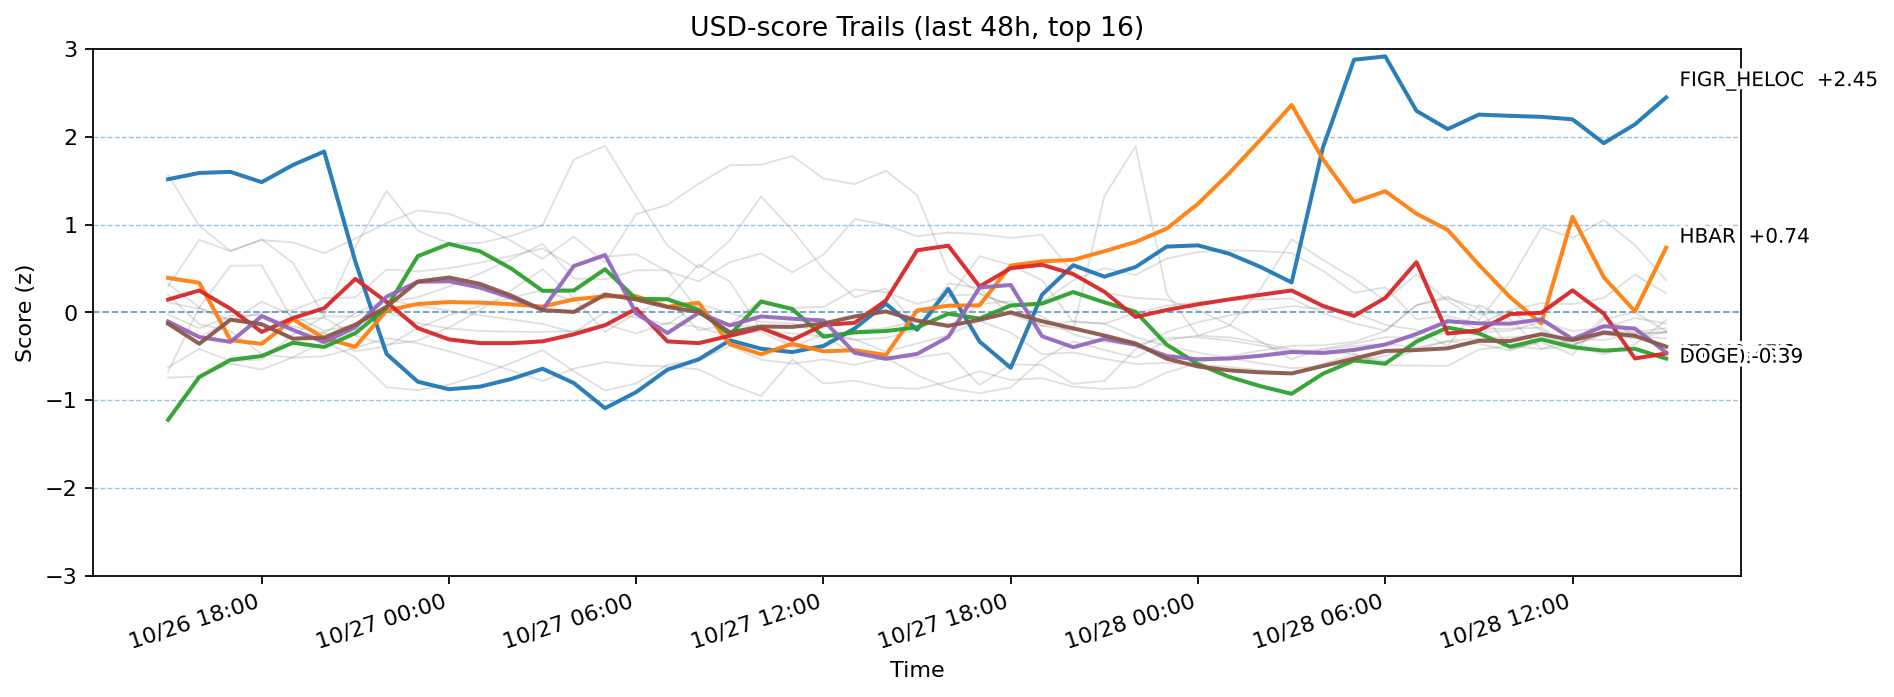 USD-score Trails (last 48h, top 16)
Score (z)
3
2
1
0
−1
−2
−3
FIGR_HELOC +2.45
HBAR +0.74
DOGE
-0.39
10/26 18:00
10/27 00:00
10/27 06:00
10/27 12:00
10/27 18:00
10/28 00:00
10/28 06:00
10/28 12:00
Time